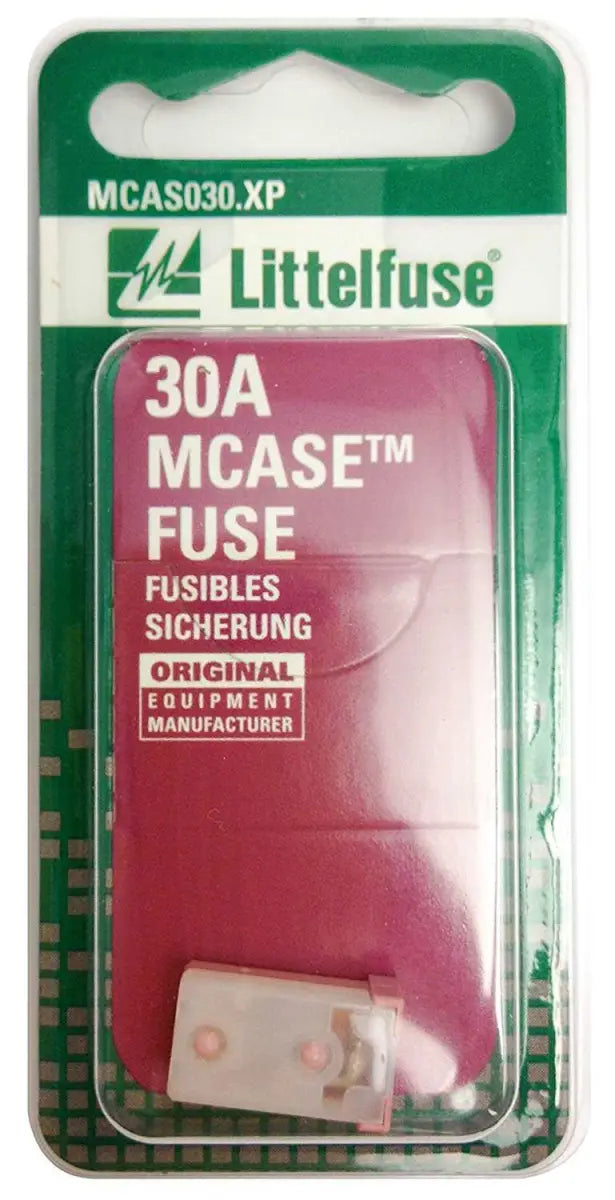 MCAS030.XP
Littelfuse®
30A
MCASE™
FUSE
FUSIBLES
SICHERUNG
ORIGINAL
EQUIPMENT
MANUFACTURER